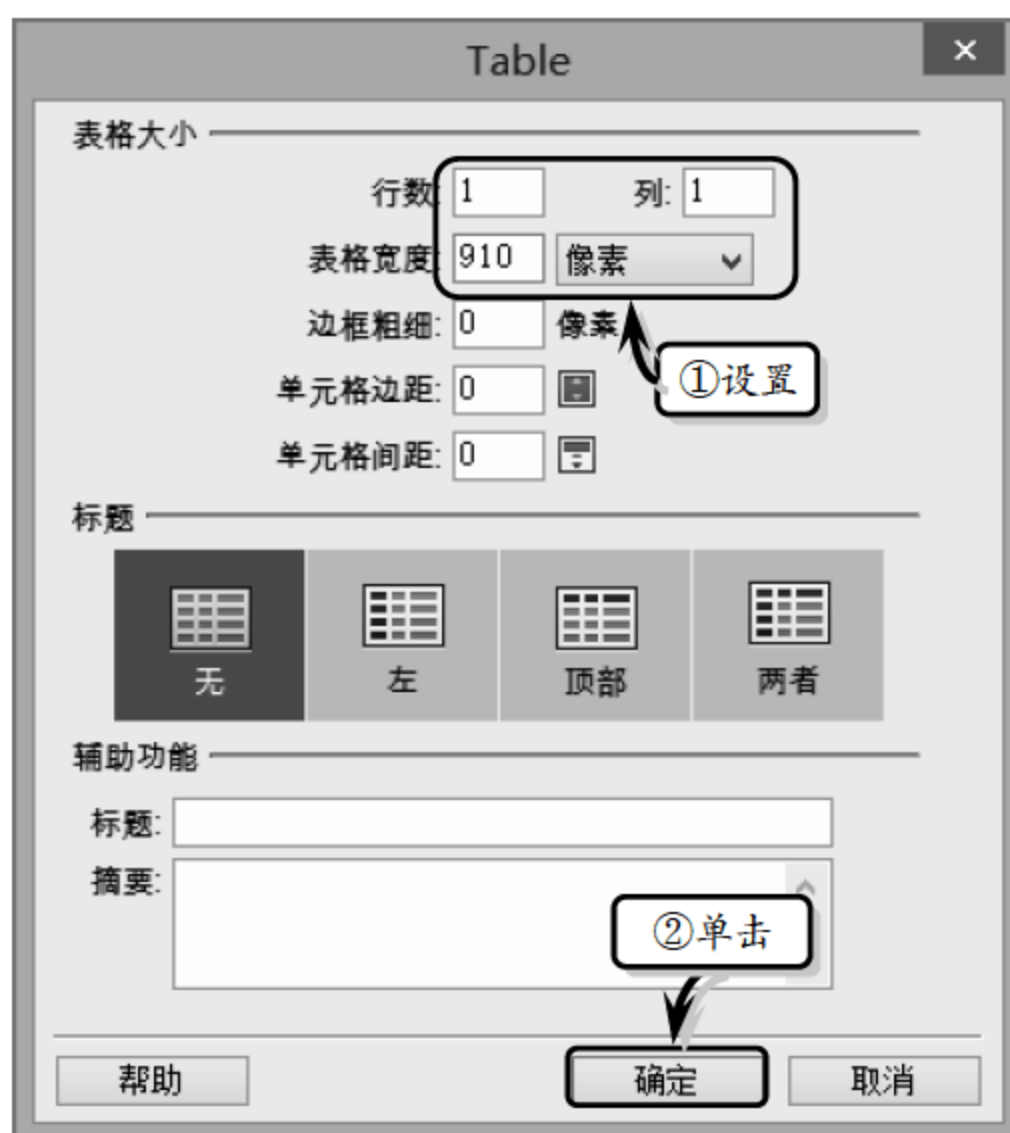 Table
表格大小
行数: 1 列: 1
表格宽度: 910 像素
边框粗细: 0 像素
①设置
单元格边距: 0
单元格间距: 0
标题
无 左 顶部 两者
辅助功能
标题:
摘要:
②单击
帮助 确定 取消